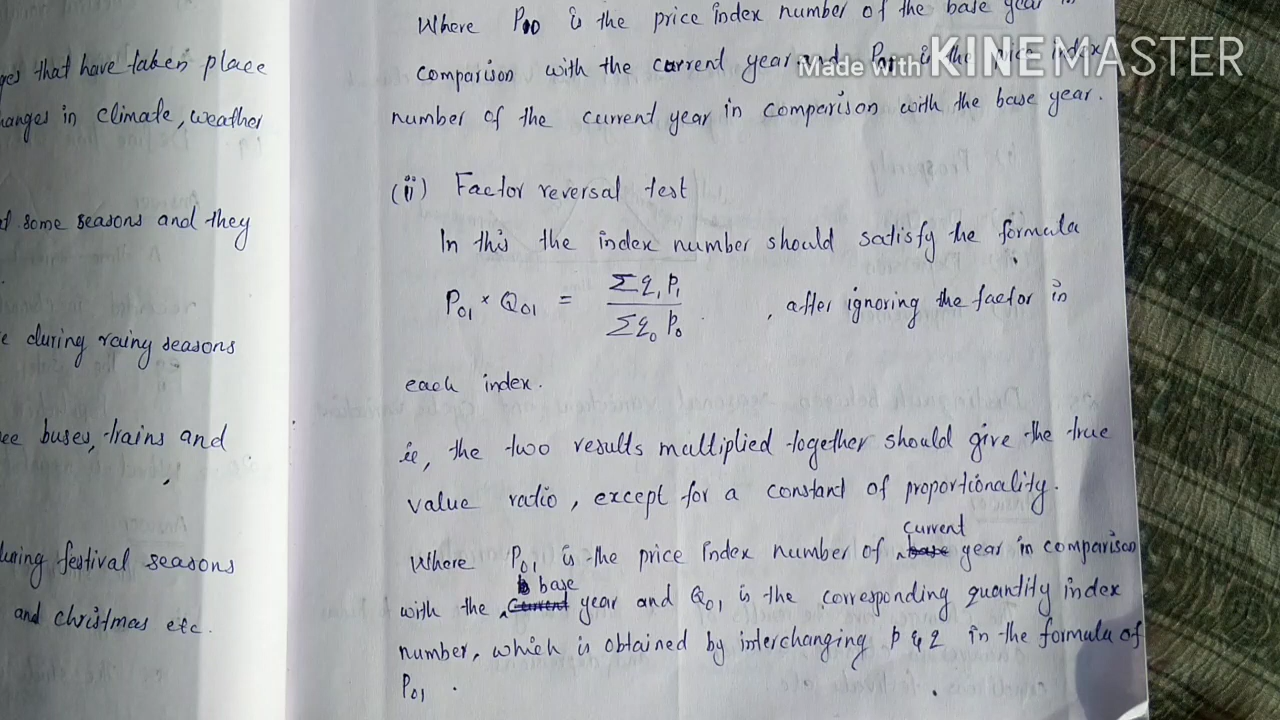 ges that have taken place
hanges in climate, weather
of some seasons and they
e during rainy seasons
ee buses, trains and
during festival seasons
and christmas etc.
Where P₁₀ is the price index number of the base year in
comparison with the current year and P₀₁ is the price index
number of the current year in comparison with the base year.
(ii) Factor reversal test
In this the index number should satisfy the formula
P₀₁ × Q₀₁ = Σq₁P₁ / Σq₀P₀ , after ignoring the factor in
each index.
ie, the two results multiplied together should give the true
value ratio, except for a constant of proportionality.
Where P₀₁ is the price index number of current year in comparison
with the base year and Q₀₁ is the corresponding quantity index
number, which is obtained by interchanging p & q in the formula of
P₀₁.
Made with KINEMASTER